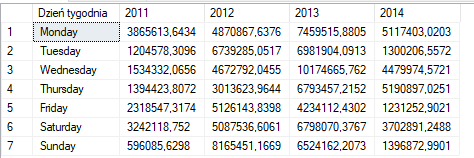 Dzień tygodnia 2011 2012 2013 2014
1 Monday 3865613,6434 4870867,6376 7459515,8805 5117403,0203
2 Tuesday 1204578,3096 6739285,0517 6981904,0913 1300206,5572
3 Wednesday 1534332,0656 4672792,0455 10174665,762 4479974,5721
4 Thursday 1394423,8072 3013623,9644 6793457,2152 5190897,0251
5 Friday 2318547,3174 5126143,8398 4234112,4302 1231252,9021
6 Saturday 3242118,752 5087536,6061 6798070,3767 3702891,2488
7 Sunday 596085,6298 8165451,1669 6524162,2073 1396872,9901